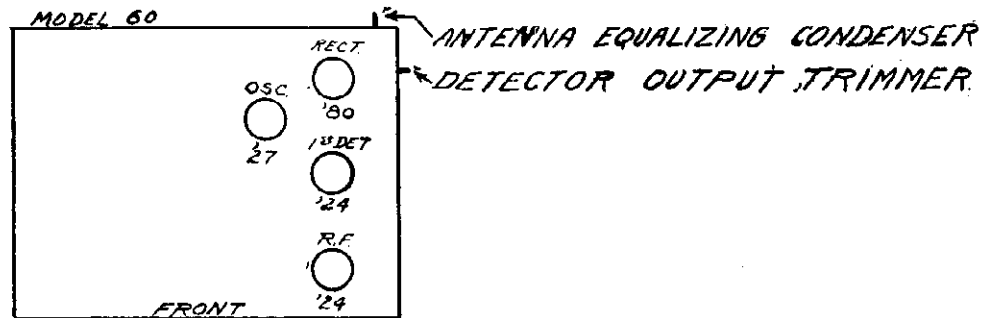 MODEL 60
ANTENNA EQUALIZING CONDENSER
DETECTOR OUTPUT TRIMMER.
RECT.
'80
OSC.
'27
1ST DET
'24
R.F.
'24
FRONT